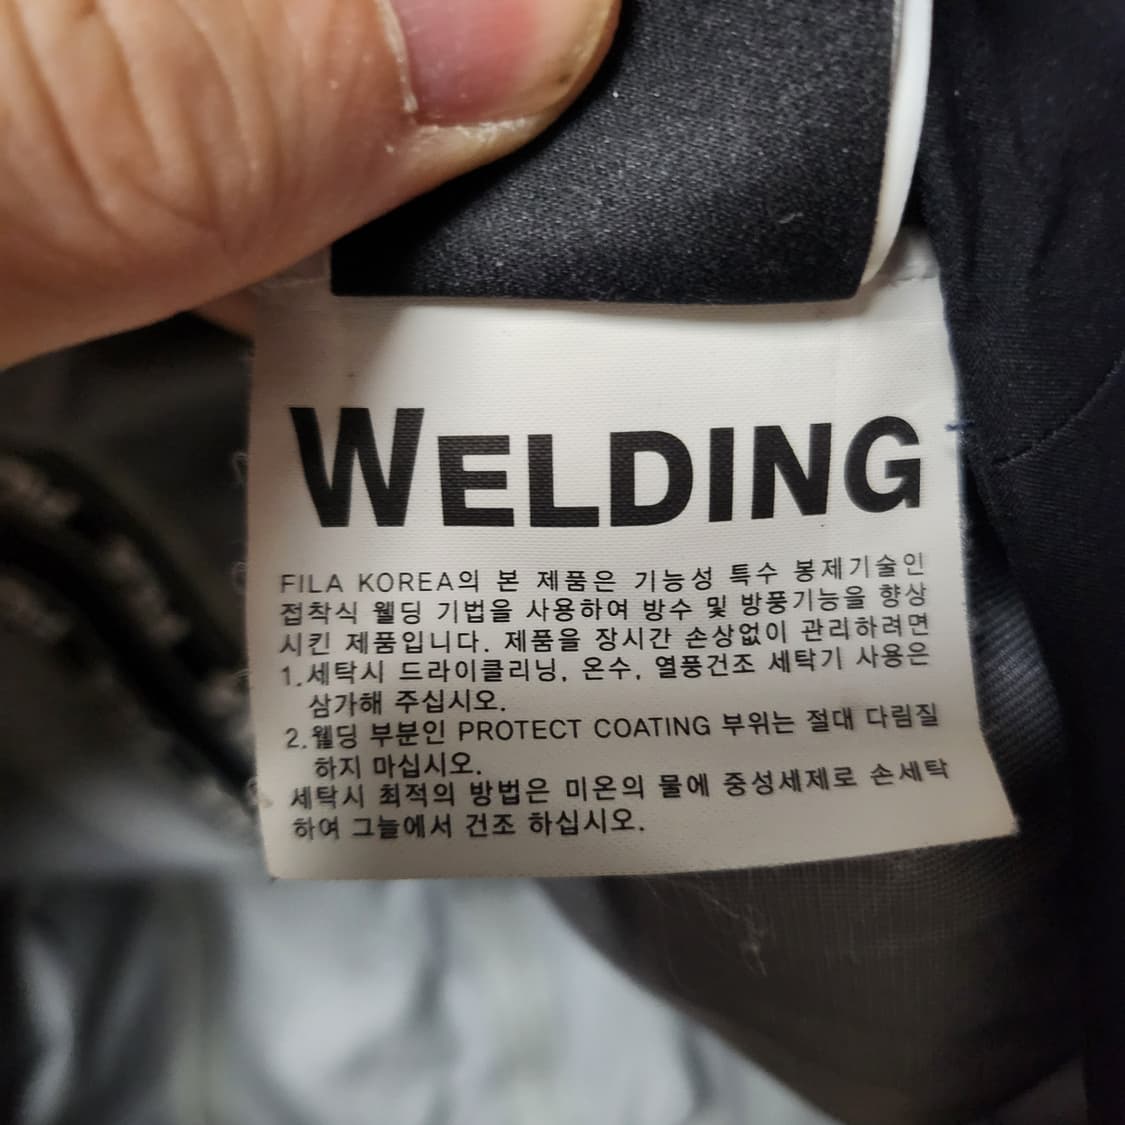 WELDING
FILA KOREA의 본 제품은 기능성 특수 봉제기술인
접착식 웰딩 기법을 사용하여 방수 및 방풍기능을 향상
시킨 제품입니다. 제품을 장시간 손상없이 관리하려면
1.세탁시 드라이클리닝, 온수, 열풍건조 세탁기 사용은
삼가해 주십시오.
2.웰딩 부분인 PROTECT COATING 부위는 절대 다림질
하지 마십시오.
세탁시 최적의 방법은 미온의 물에 중성세제로 손세탁
하여 그늘에서 건조 하십시오.